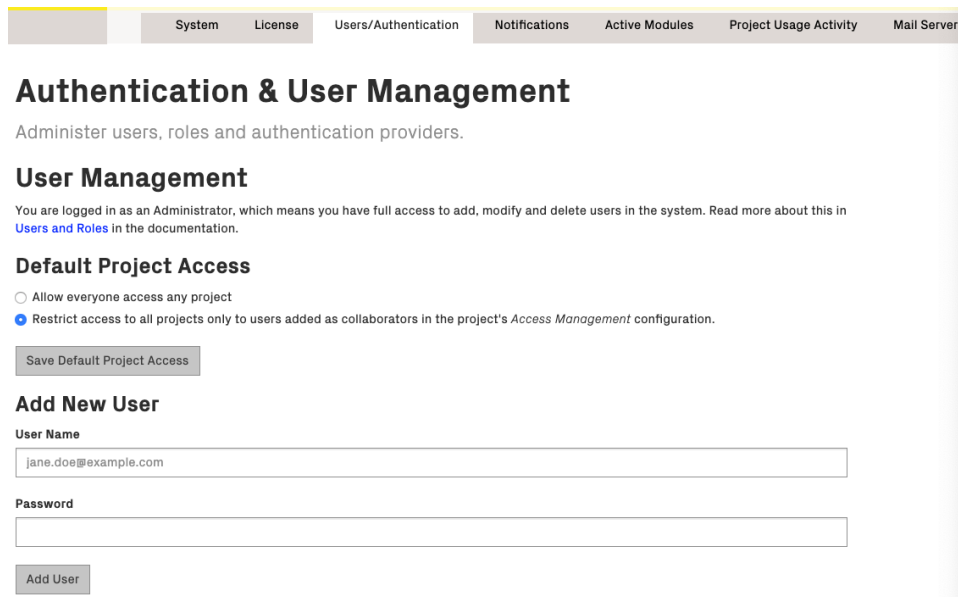 System License Users/Authentication Notifications Active Modules Project Usage Activity Mail Server
Authentication & User Management
Administer users, roles and authentication providers.
User Management
You are logged in as an Administrator, which means you have full access to add, modify and delete users in the system. Read more about this in
Users and Roles in the documentation.
Default Project Access
Allow everyone access any project
Restrict access to all projects only to users added as collaborators in the project's Access Management configuration.
Save Default Project Access
Add New User
User Name
jane.doe@example.com
Password
Add User